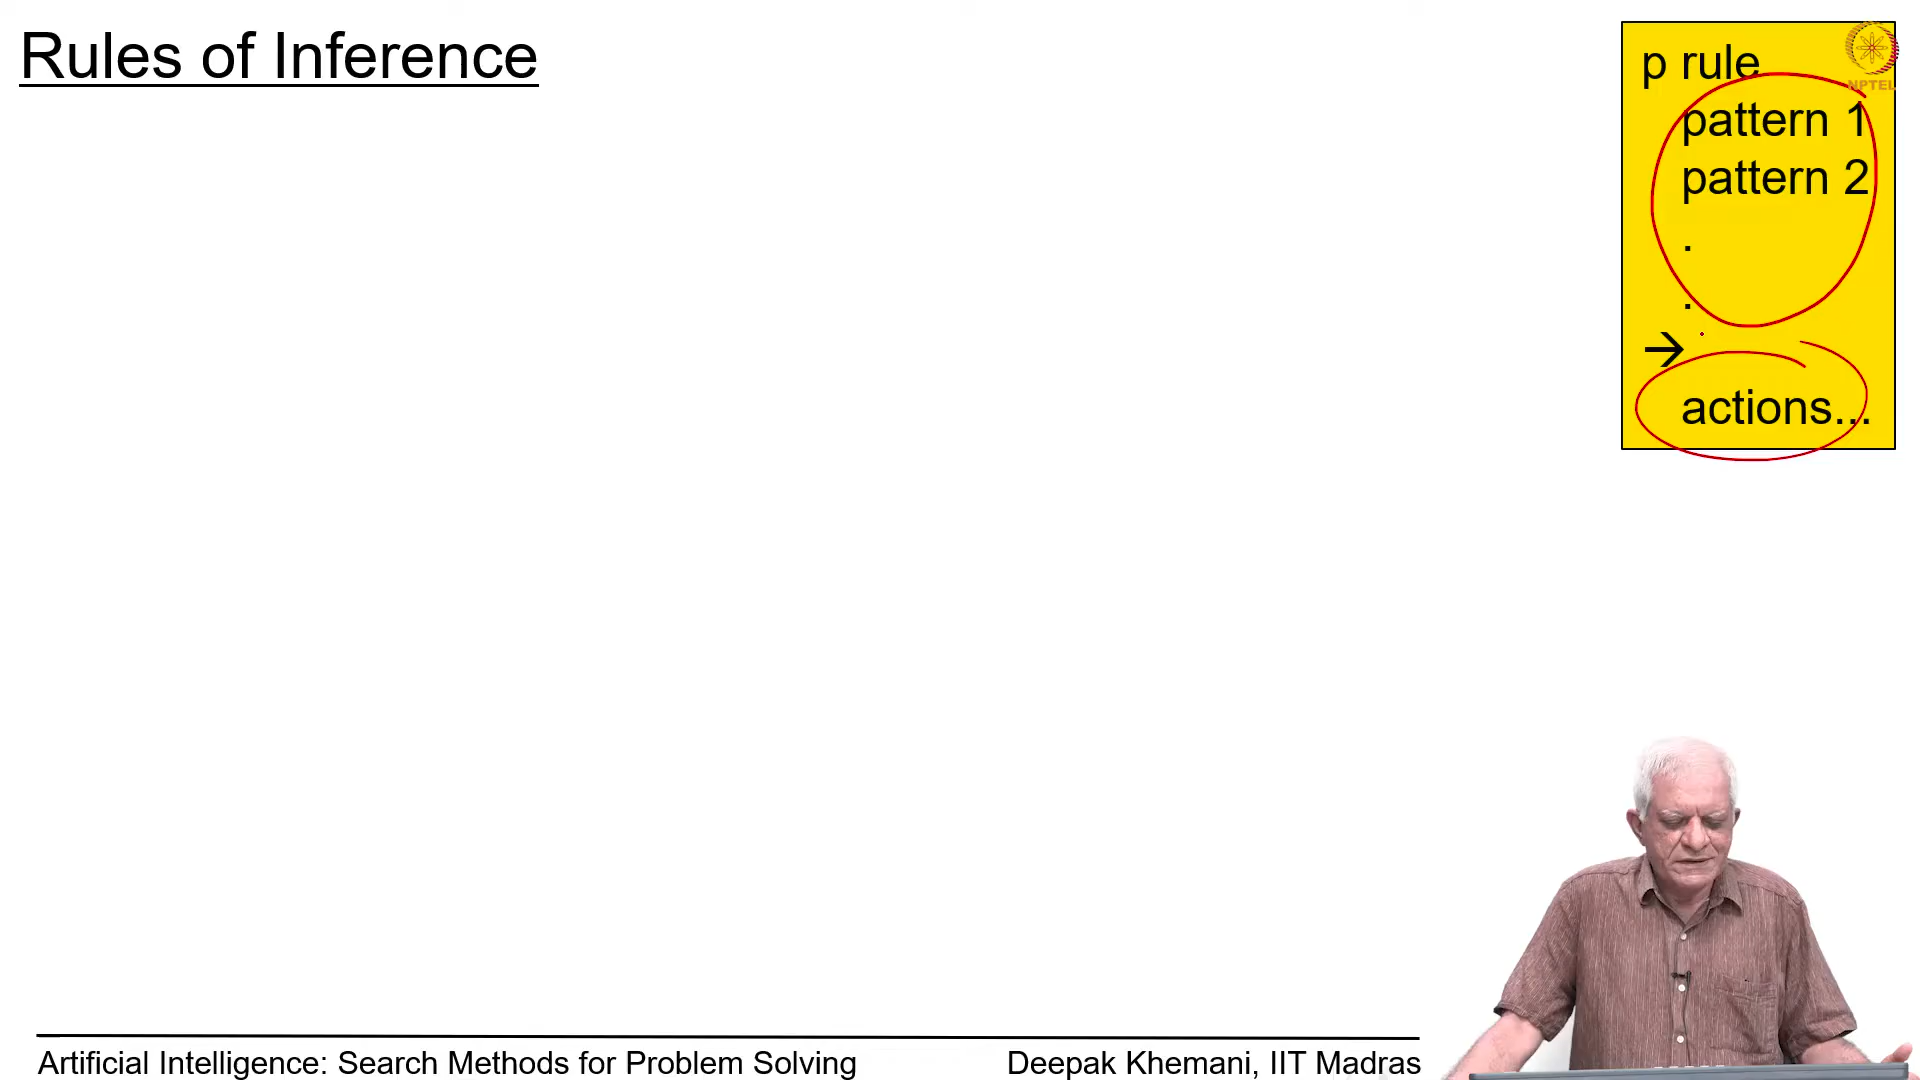 Rules of Inference
p rule
NPTEL
pattern 1
pattern 2
.
.
→
actions...
Artificial Intelligence: Search Methods for Problem Solving
Deepak Khemani, IIT Madras